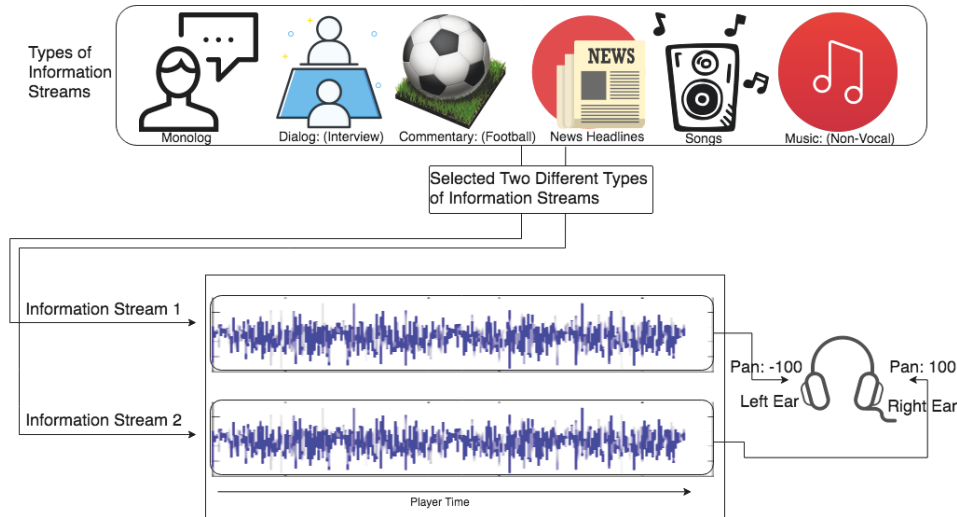 Types of
Information
Streams
NEWS
Monolog
Dialog: (Interview)
Commentary: (Football)
News Headlines
Songs
Music: (Non-Vocal)
Selected Two Different Types
of Information Streams
Information Stream 1
Pan: -100
Pan: 100
Left Ear
Right Ear
Information Stream 2
Player Time